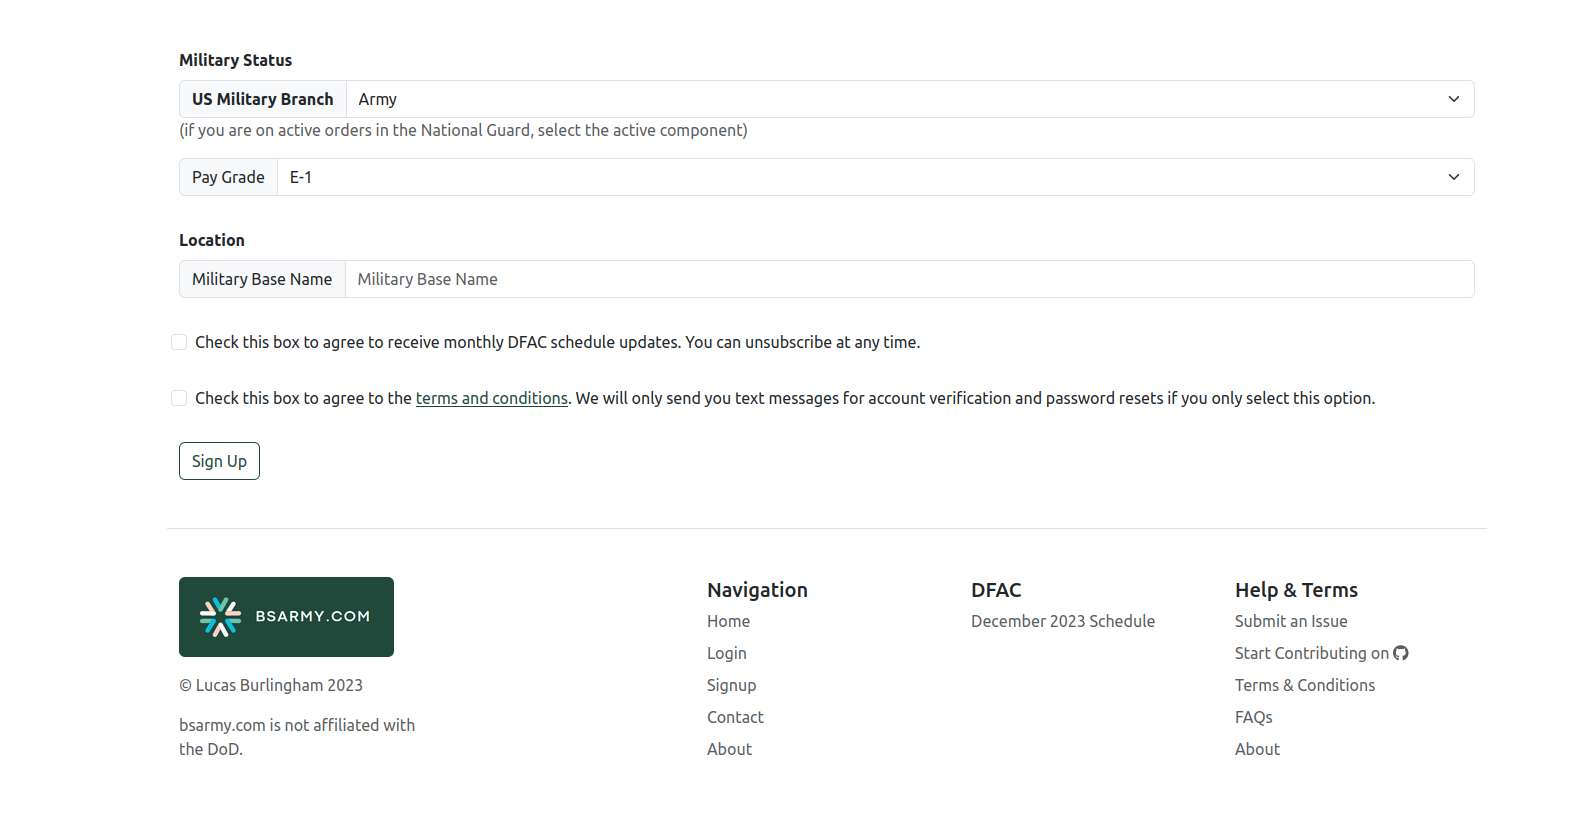 Military Status
US Military Branch Army
(if you are on active orders in the National Guard, select the active component)
Pay Grade E-1
Location
Military Base Name Military Base Name
Check this box to agree to receive monthly DFAC schedule updates. You can unsubscribe at any time.
Check this box to agree to the terms and conditions. We will only send you text messages for account verification and password resets if you only select this option.
Sign Up
BSARMY.COM
© Lucas Burlingham 2023
bsarmy.com is not affiliated with
the DoD.
Navigation
Home
Login
Signup
Contact
About
DFAC
December 2023 Schedule
Help & Terms
Submit an Issue
Start Contributing on
Terms & Conditions
FAQs
About